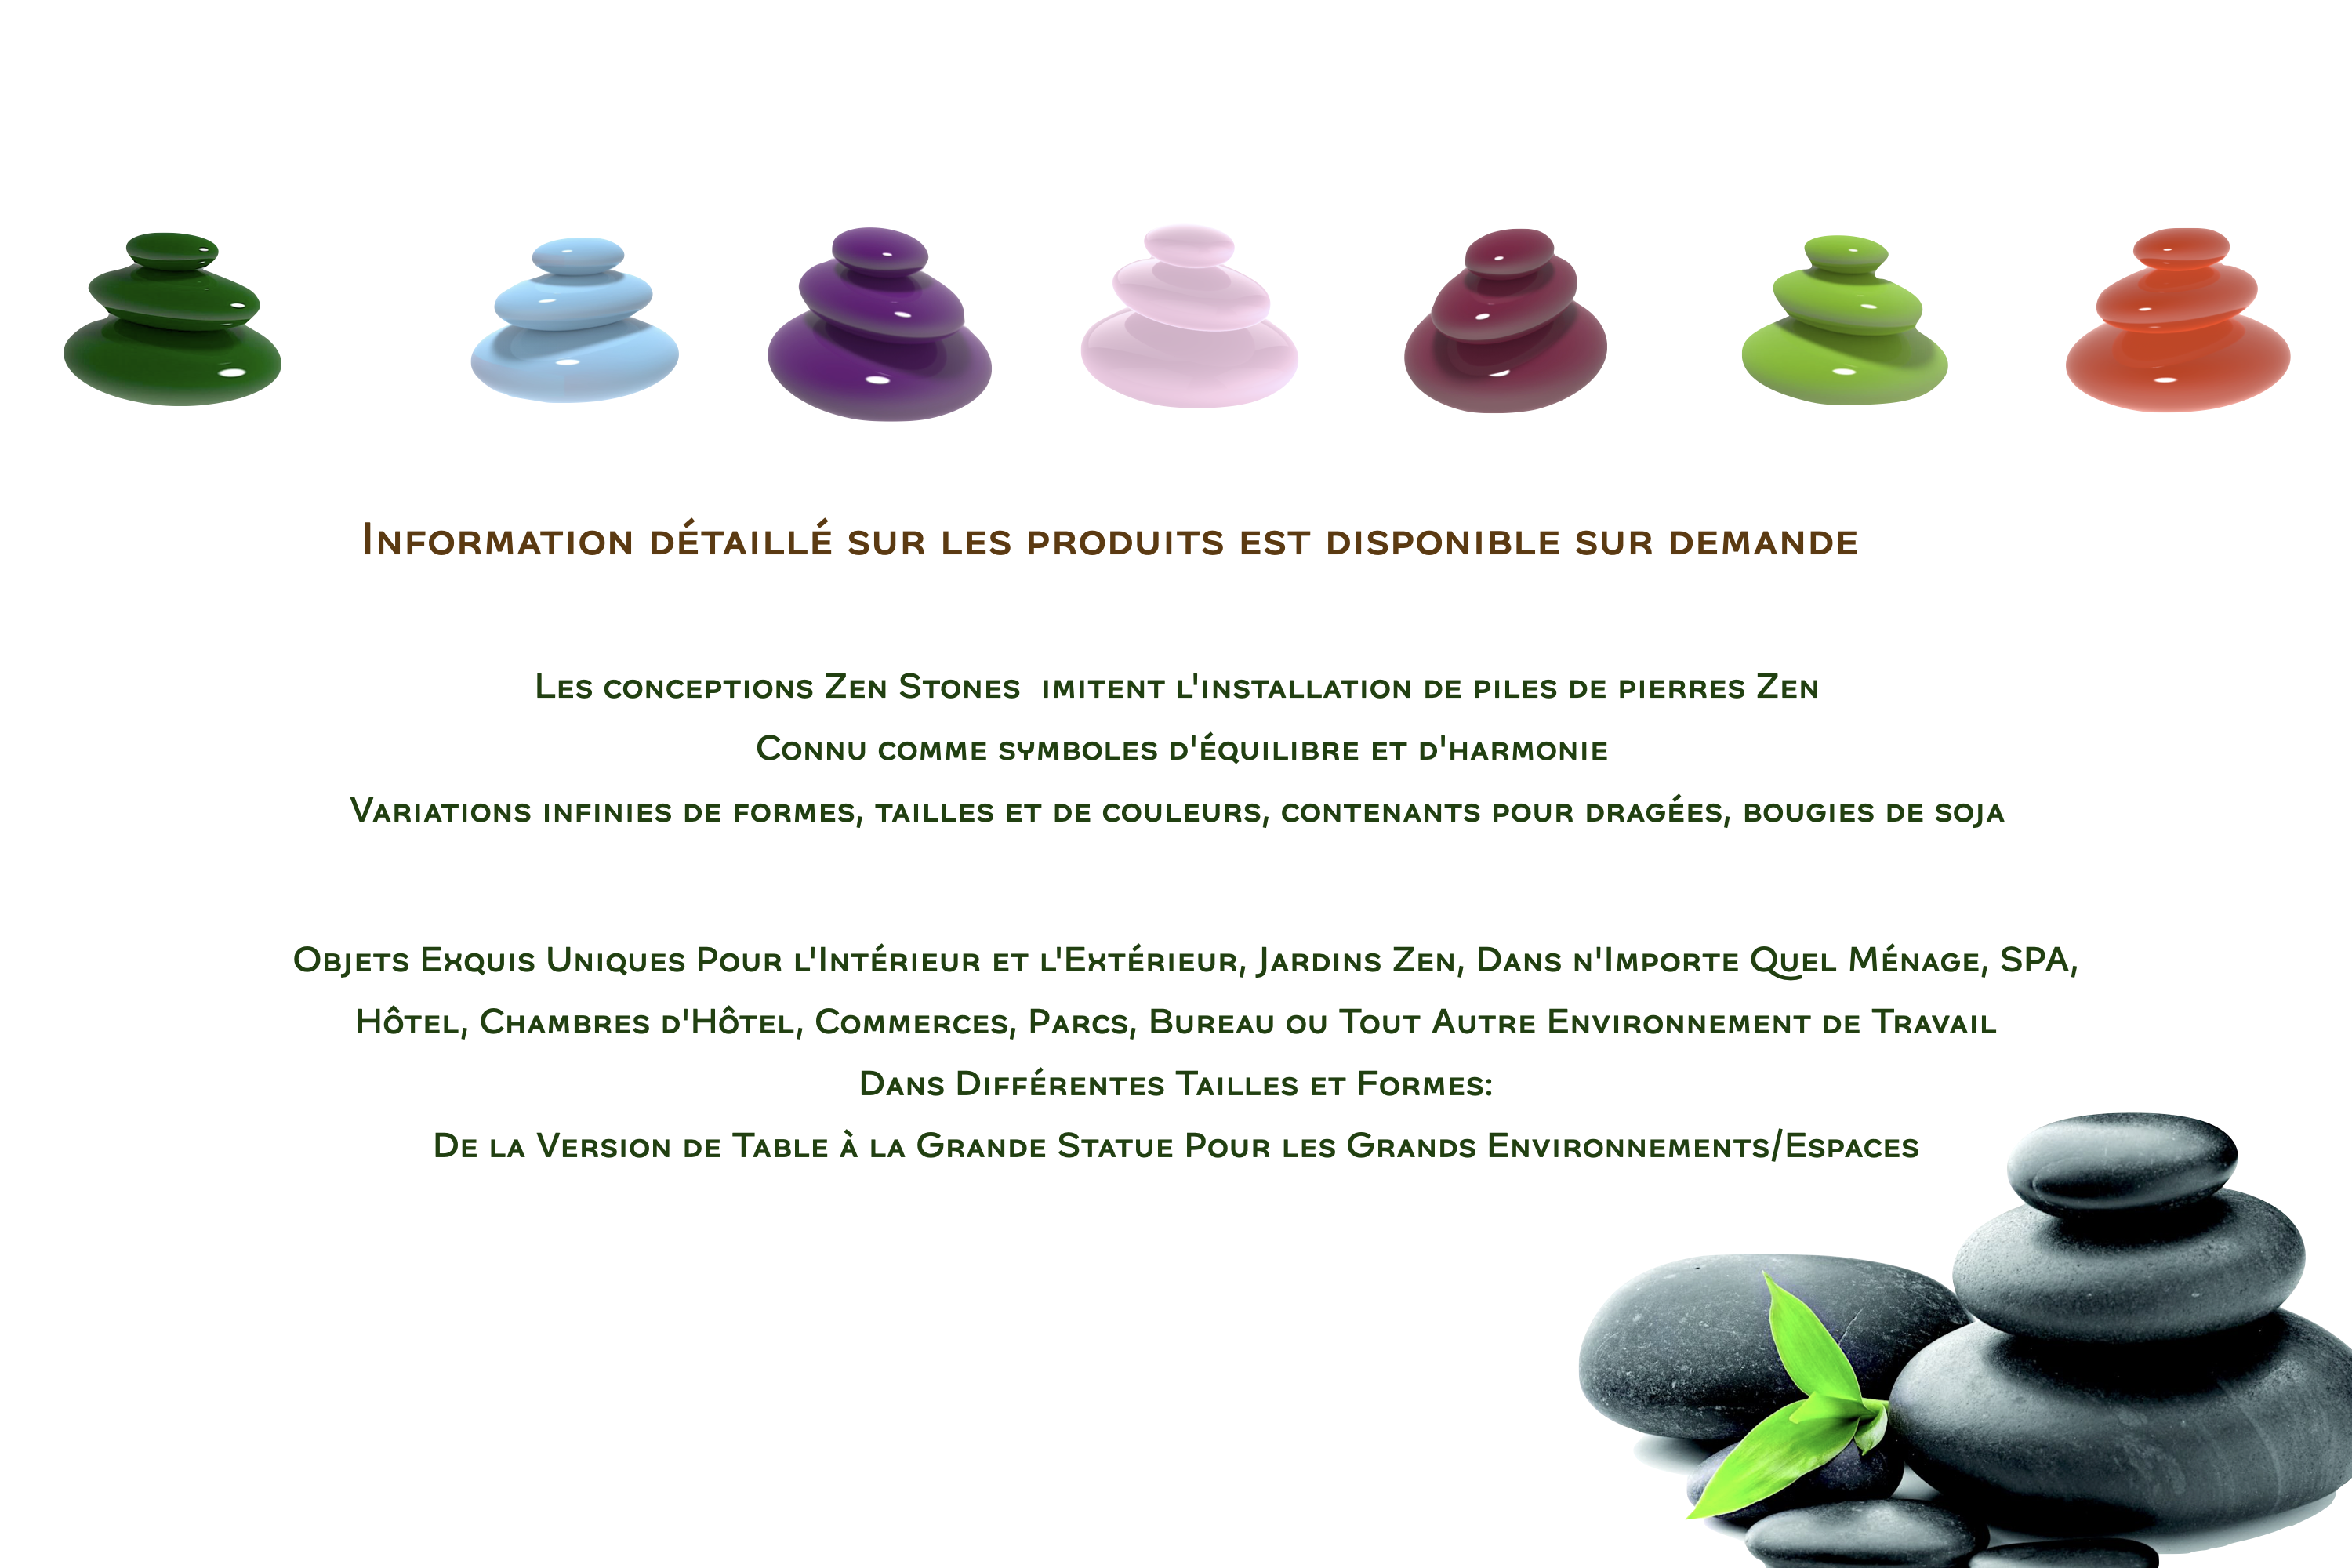 Information détaillé sur les produits est disponible sur demande
Les conceptions Zen Stones imitent l'installation de piles de pierres Zen
Connu comme symboles d'équilibre et d'harmonie
Variations infinies de formes, tailles et de couleurs, contenants pour dragées, bougies de soja
Objets Exquis Uniques Pour l'Intérieur et l'Extérieur, Jardins Zen, Dans n'Importe Quel Ménage, SPA,
Hôtel, Chambres d'Hôtel, Commerces, Parcs, Bureau ou Tout Autre Environnement de Travail
Dans Différentes Tailles et Formes:
De la Version de Table à la Grande Statue Pour les Grands Environnements/Espaces